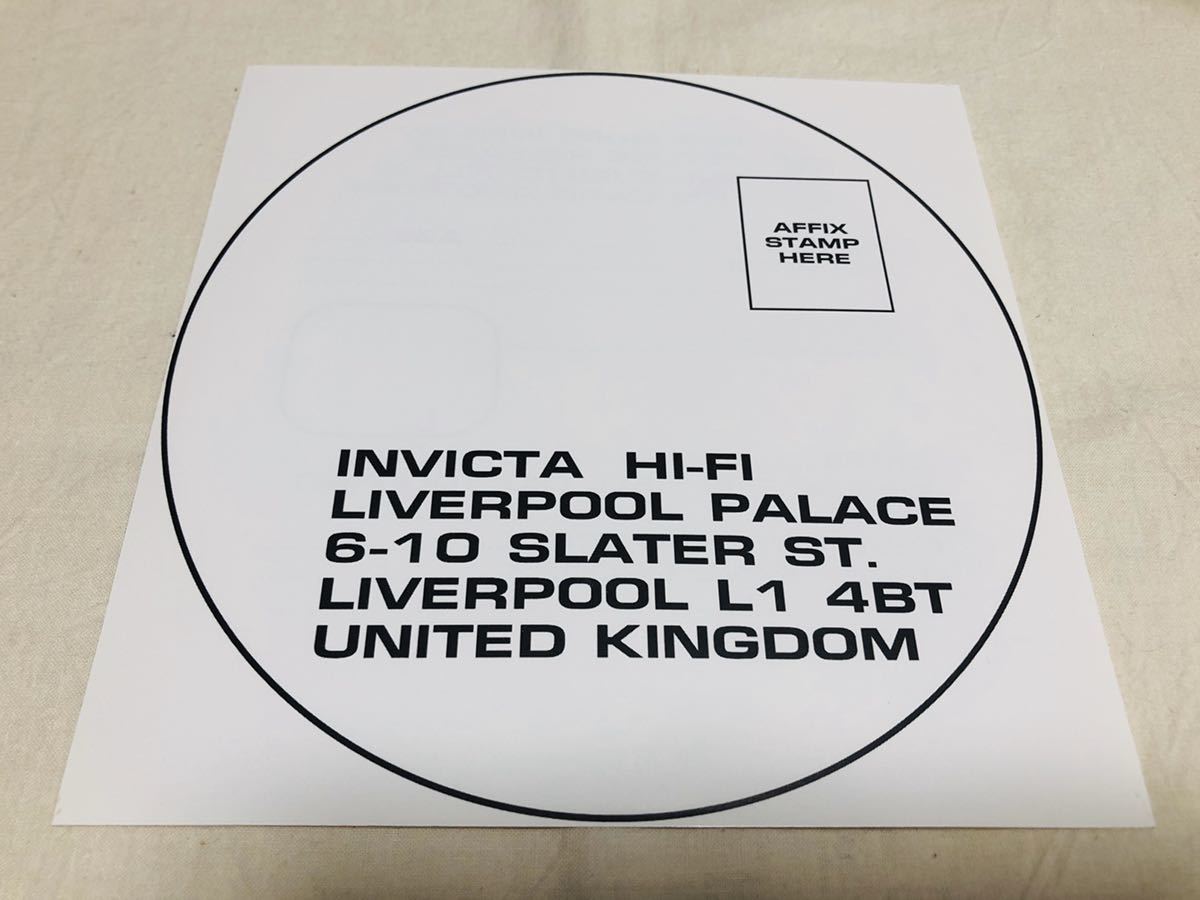 AFFIX
STAMP
HERE
INVICTA HI-FI
LIVERPOOL PALACE
6-10 SLATER ST.
LIVERPOOL L1 4BT
UNITED KINGDOM